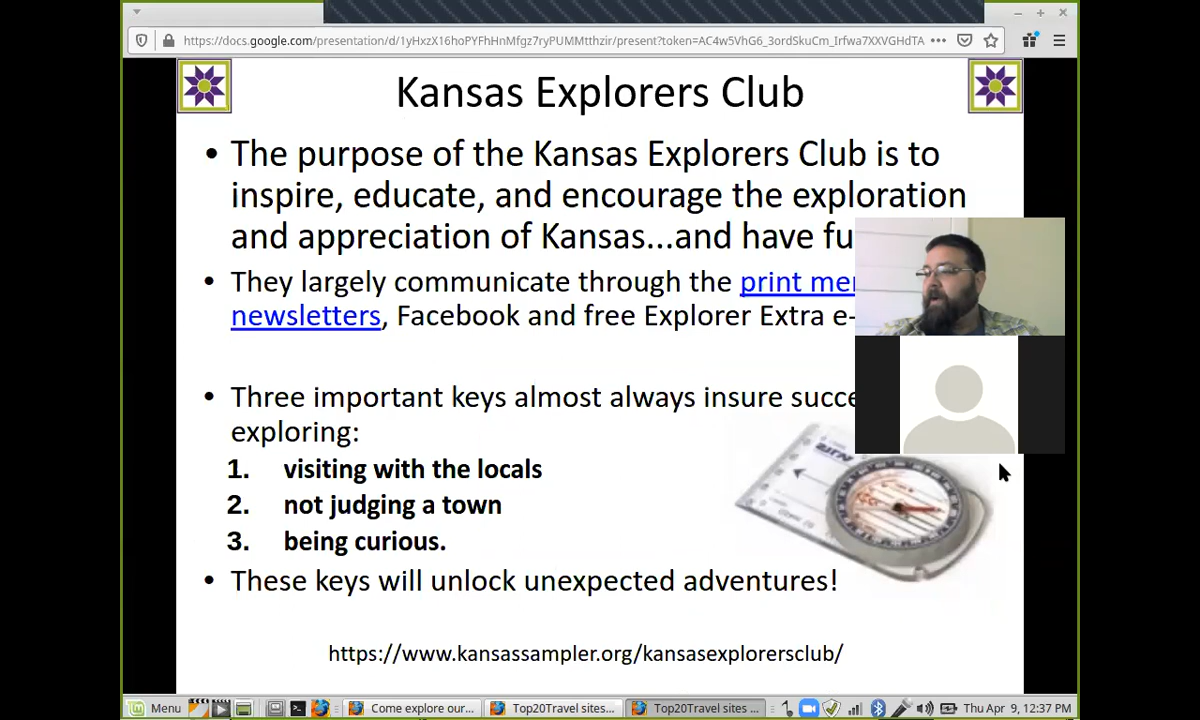 https://docs.google.com/presentation/d/1yHxzX16hoPYFhHnMfgz7ryPUMMtthzir/present?token=AC4w5VhG6_3ordSkuCm_Irfwa7XXVGHdTA
Kansas Explorers Club
• The purpose of the Kansas Explorers Club is to
inspire, educate, and encourage the exploration
and appreciation of Kansas...and have fu
• They largely communicate through the print mem
newsletters, Facebook and free Explorer Extra e-
• Three important keys almost always insure succe
exploring:
1. visiting with the locals
2. not judging a town
3. being curious.
• These keys will unlock unexpected adventures!
https://www.kansassampler.org/kansasexplorersclub/
Menu Come explore our... Top20Travel sites... Top20Travel sites ... Thu Apr 9, 12:37 PM